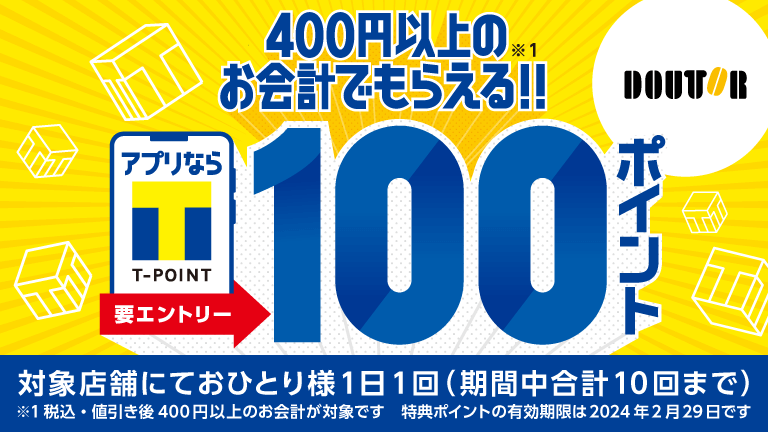 400円以上の※1
お会計でもらえる!!
DOUTOR
アプリなら
T
T-POINT
要エントリー
100ポイント
対象店舗にておひとり様1日1回（期間中合計10回まで）
※1 税込・値引き後400円以上のお会計が対象です　特典ポイントの有効期限は2024年2月29日です